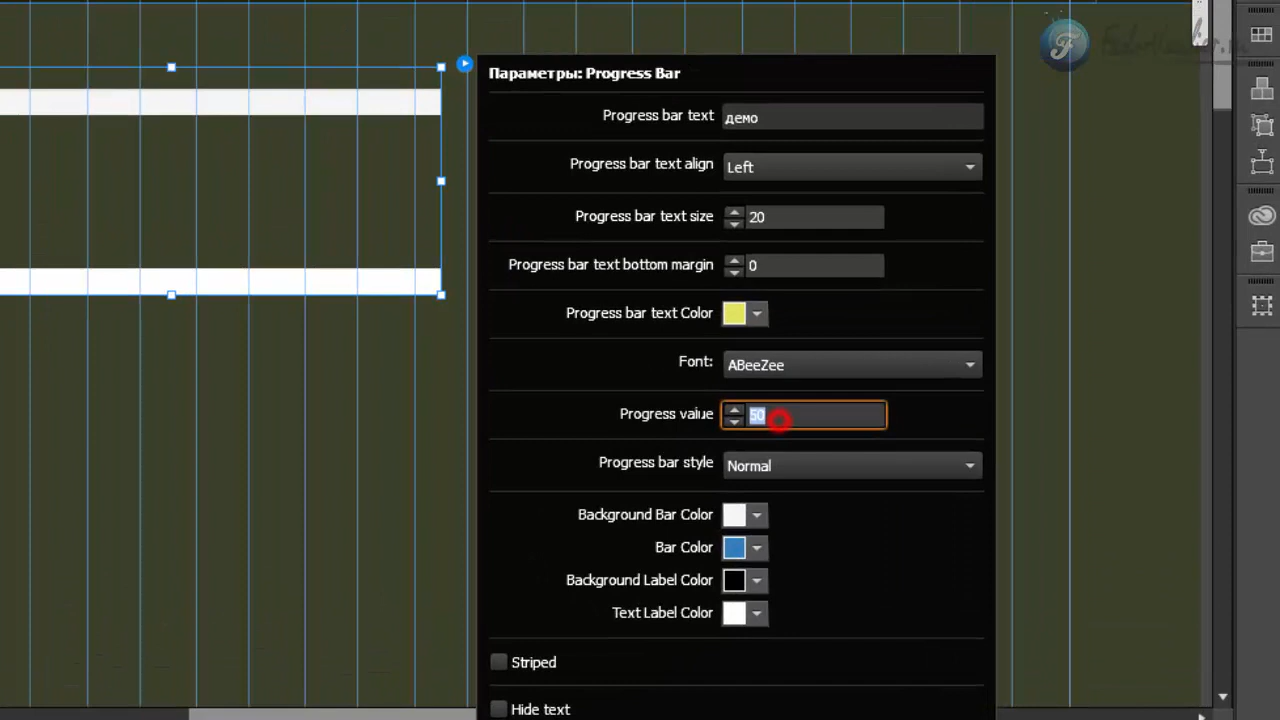 Параметры: Progress Bar
Progress bar text демо
Progress bar text align Left
Progress bar text size 20
Progress bar text bottom margin 0
Progress bar text Color
Font: ABeeZee
Progress value 50
Progress bar style Normal
Background Bar Color
Bar Color
Background Label Color
Text Label Color
Striped
Hide text